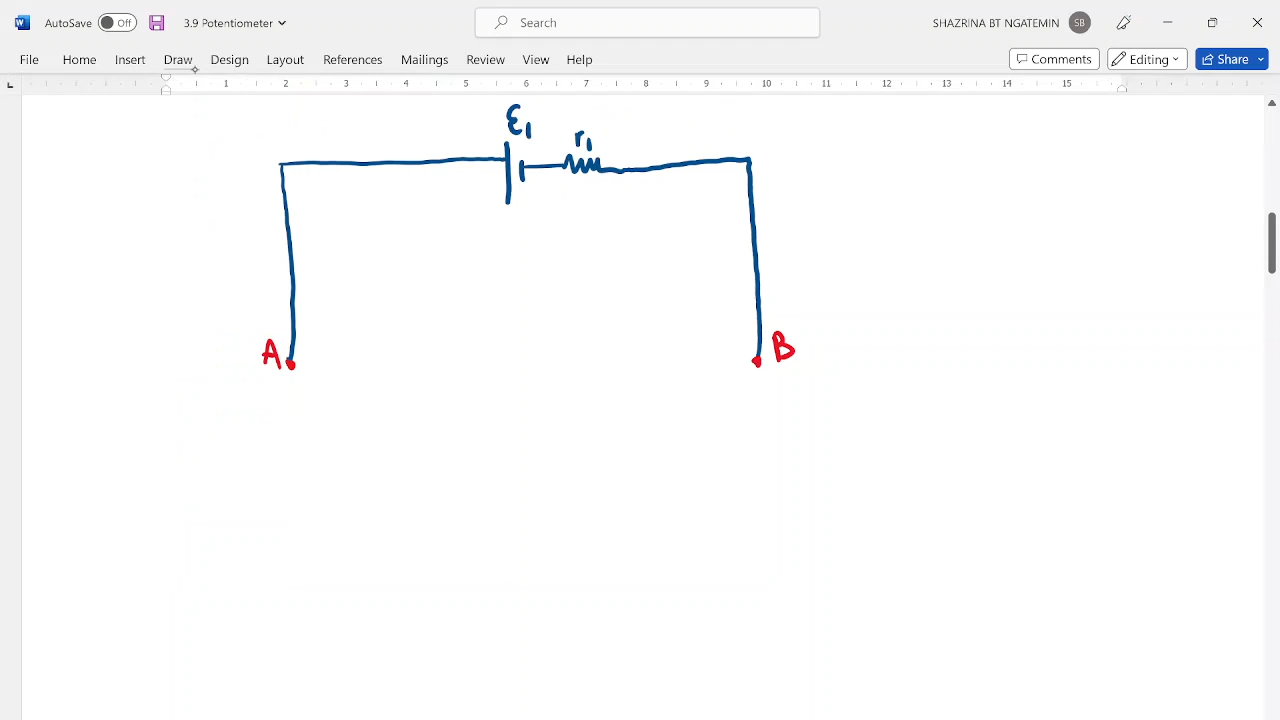 AutoSave Off 3.9 Potentiometer Search SHAZRINA BT NGATEMIN SB
File Home Insert Draw Design Layout References Mailings Review View Help Comments Editing Share
1 2 3 4 5 6 7 8 9 10 11 12 13 14 15
ε1
r1
A B